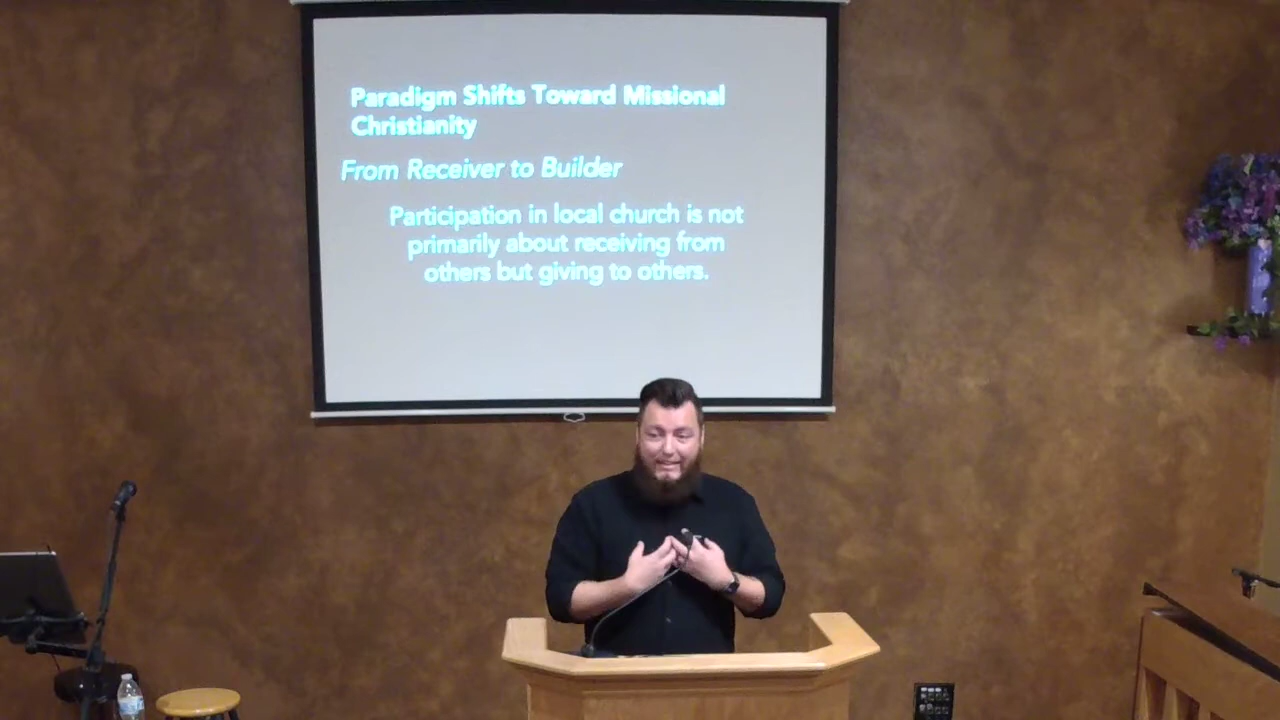 Paradigm Shifts Toward Missional
Christianity
From Receiver to Builder
Participation in local church is not
primarily about receiving from
others but giving to others.